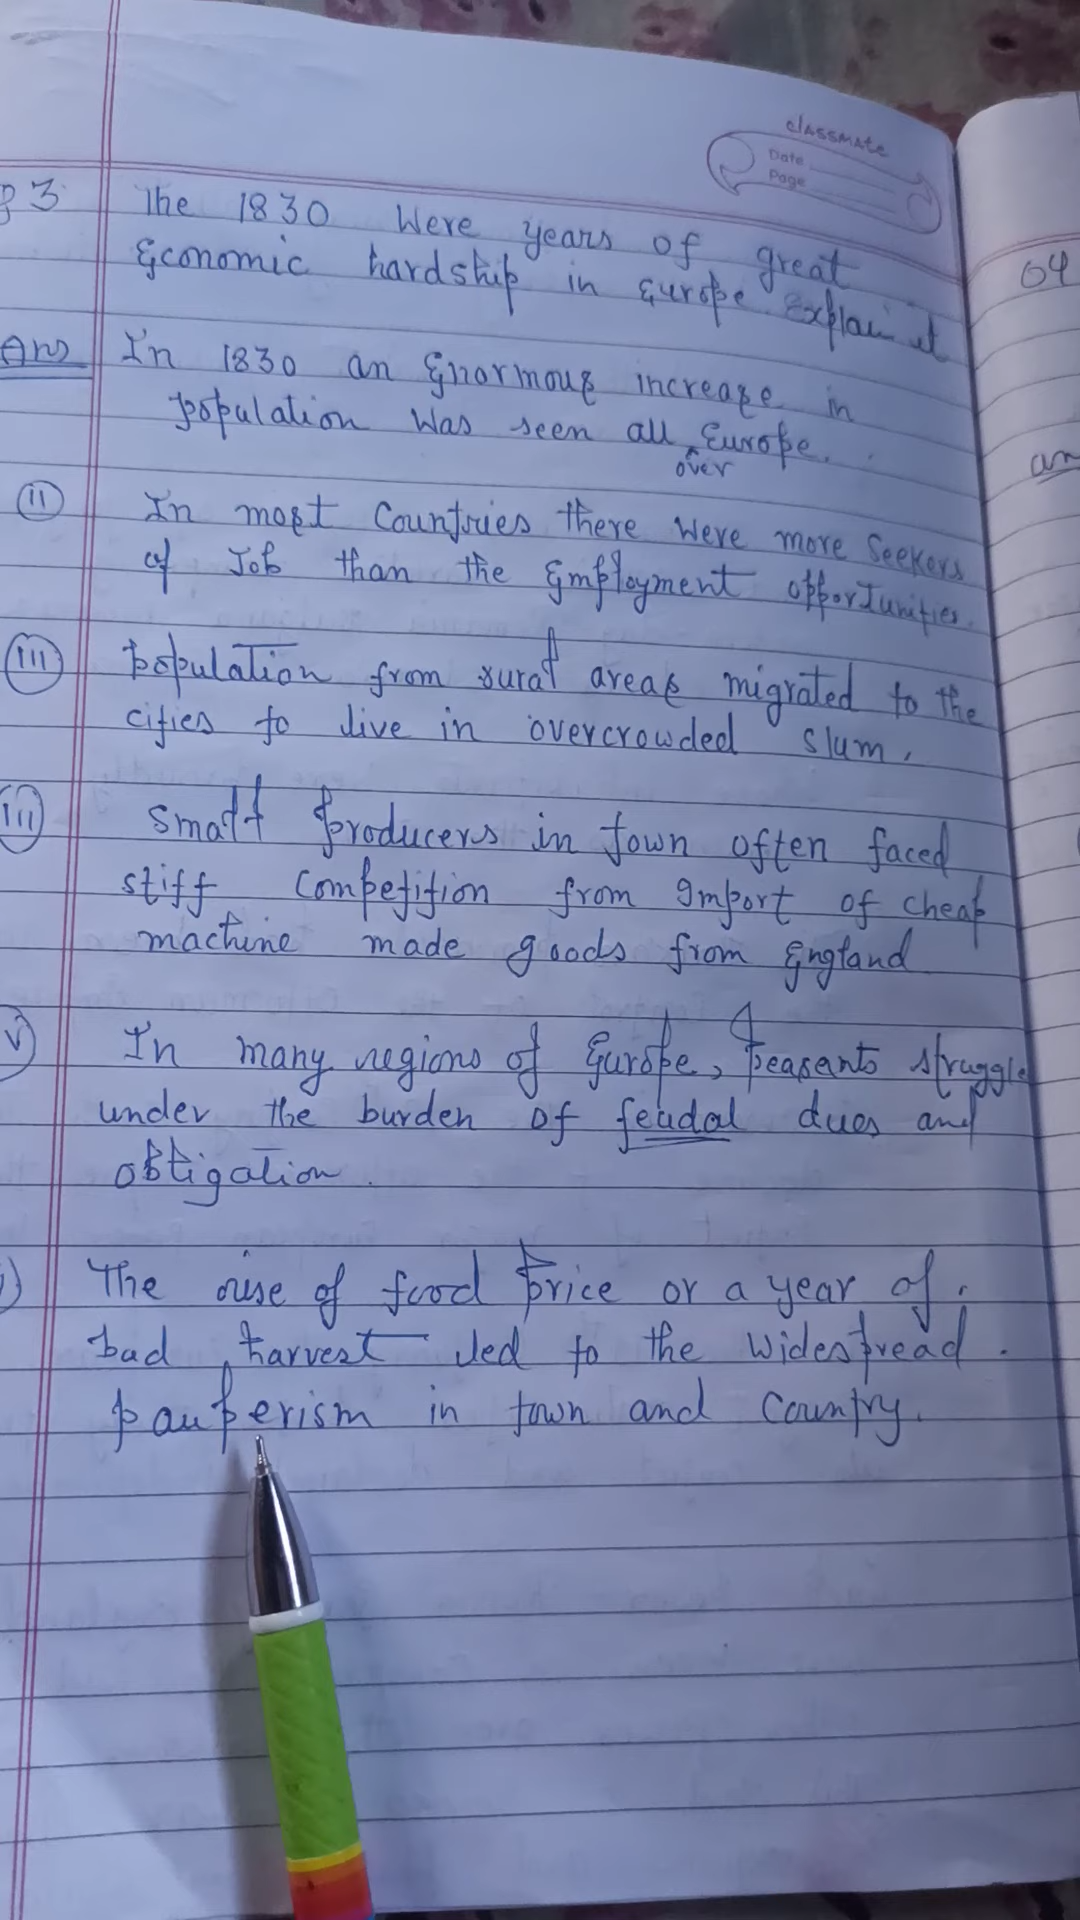 classmate
Date
Page
Q3 The 1830 were years of great
Economic hardship in Europe explain it
Ans In 1830 an Enormous increase in
population was seen all over Europe.
(ii) In most countries there were more seekers
of Job than the Employment opportunities.
(iii) population from rural areas migrated to the
cities to live in overcrowded slum.
(iii) small producers in town often faced
stiff competition from import of cheap
machine made goods from England
v) In many regions of Europe, peasants struggle
under the burden of feudal dues and
obligation.
) The rise of food price or a year of
bad harvest led to the widespread.
pauperism in town and country.
04
an